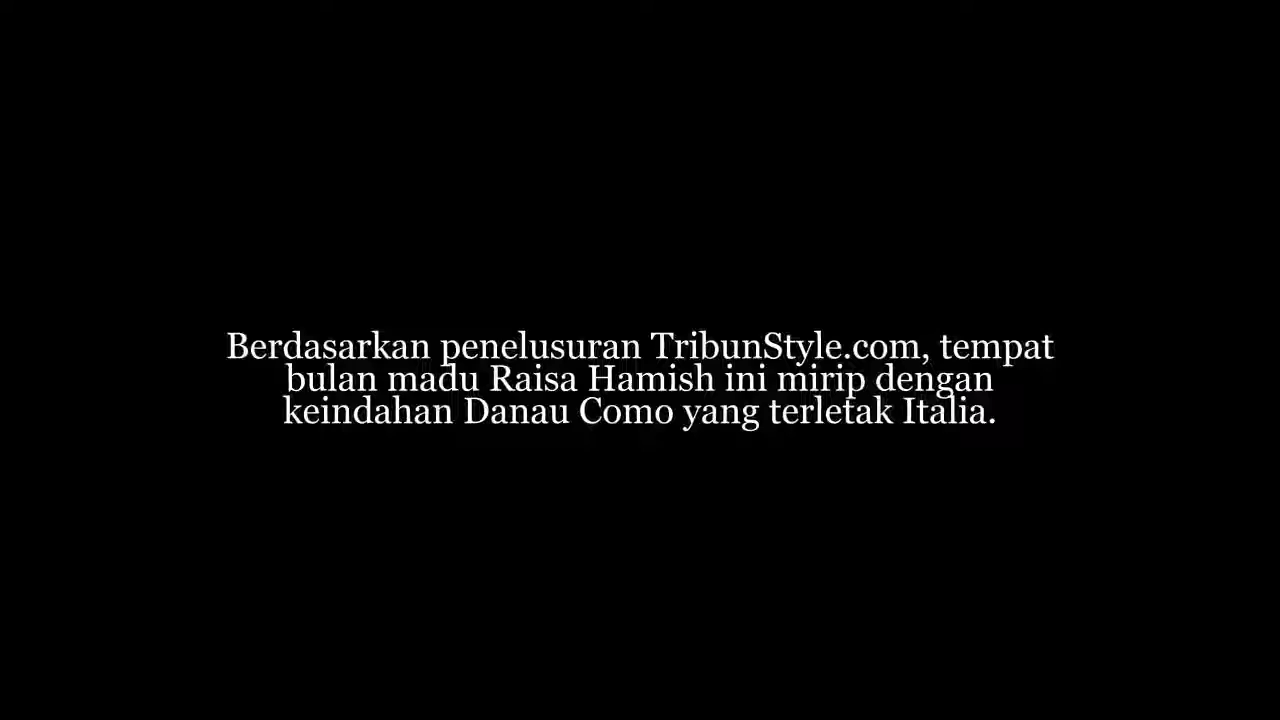 Berdasarkan penelusuran TribunStyle.com, tempat
bulan madu Raisa Hamish ini mirip dengan
keindahan Danau Como yang terletak Italia.